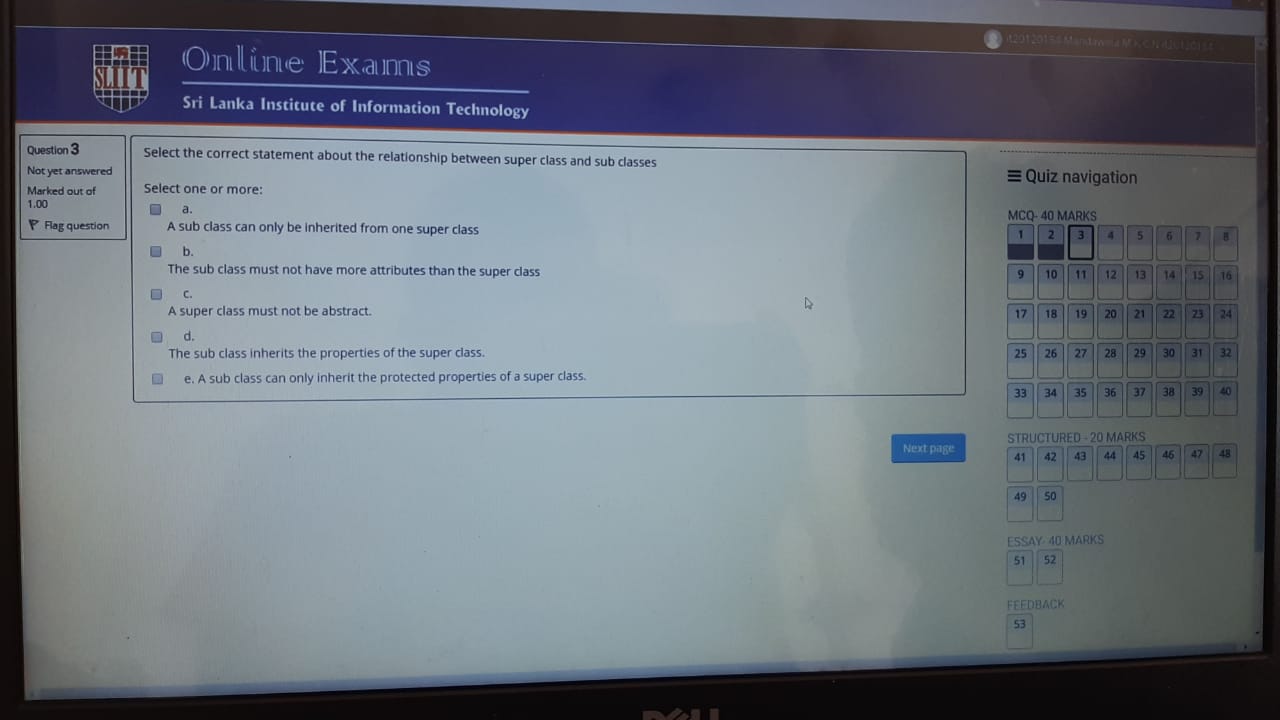 SLIIT
Online Exams
Sri Lanka Institute of Information Technology
Question 3
Not yet answered
Marked out of
1.00
Flag question
Select the correct statement about the relationship between super class and sub classes
Select one or more:
a.
A sub class can only be inherited from one super class
b.
The sub class must not have more attributes than the super class
c.
A super class must not be abstract.
d.
The sub class inherits the properties of the super class.
e. A sub class can only inherit the protected properties of a super class.
Next page
Quiz navigation
MCQ- 40 MARKS
1 2 3 4 5 6 7 8
9 10 11 12 13 14 15 16
17 18 19 20 21 22 23 24
25 26 27 28 29 30 31 32
33 34 35 36 37 38 39 40
STRUCTURED - 20 MARKS
41 42 43 44 45 46 47 48
49 50
ESSAY- 40 MARKS
51 52
FEEDBACK
53
DELL